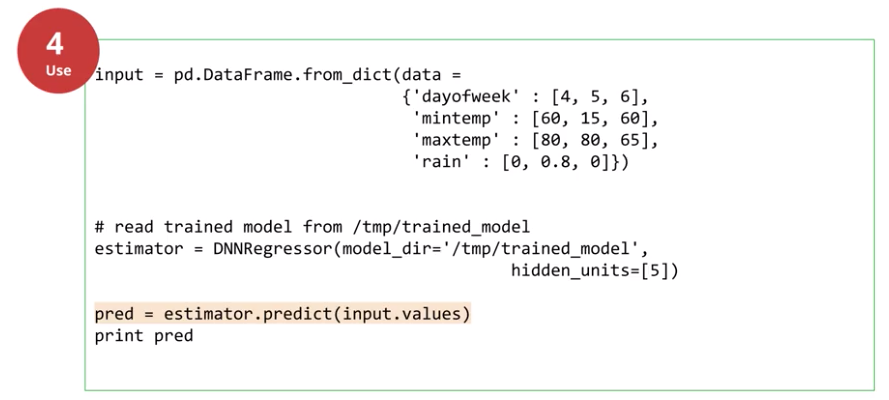 4
Use
input = pd.DataFrame.from_dict(data =
{'dayofweek' : [4, 5, 6],
'mintemp' : [60, 15, 60],
'maxtemp' : [80, 80, 65],
'rain' : [0, 0.8, 0]})
# read trained model from /tmp/trained_model
estimator = DNNRegressor(model_dir='/tmp/trained_model',
hidden_units=[5])
pred = estimator.predict(input.values)
print pred